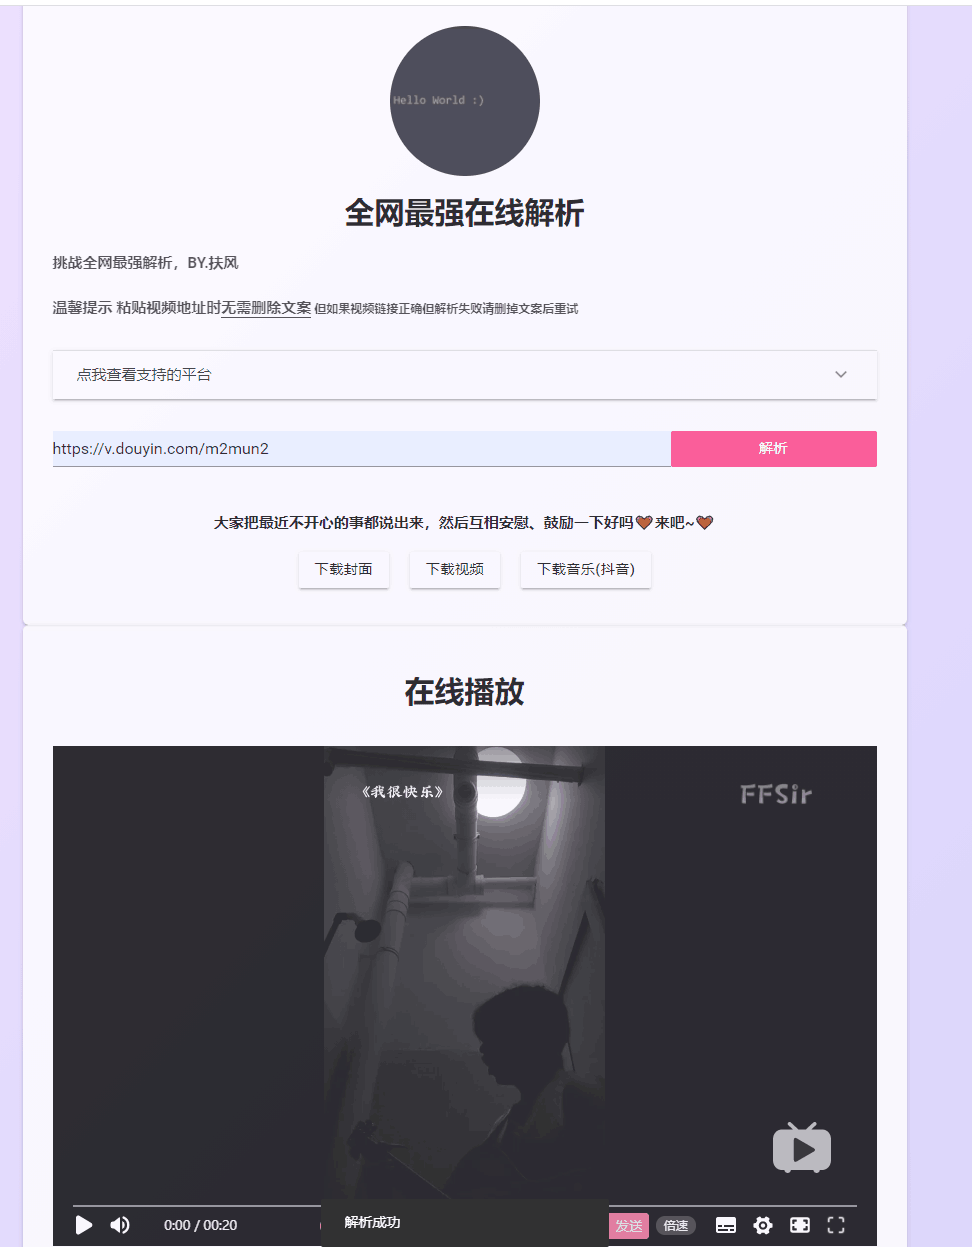 Hello World :)
全网最强在线解析
挑战全网最强解析，BY.扶风
温馨提示 粘贴视频地址时无需删除文案 但如果视频链接正确但解析失败请删掉文案后重试
点我查看支持的平台
https://v.douyin.com/m2mun2 解析
大家把最近不开心的事都说出来，然后互相安慰、鼓励一下好吗❤来吧~❤
下载封面 下载视频 下载音乐(抖音)
在线播放
《我很快乐》 FFSir
0:00 / 00:20 解析成功 发送 倍速